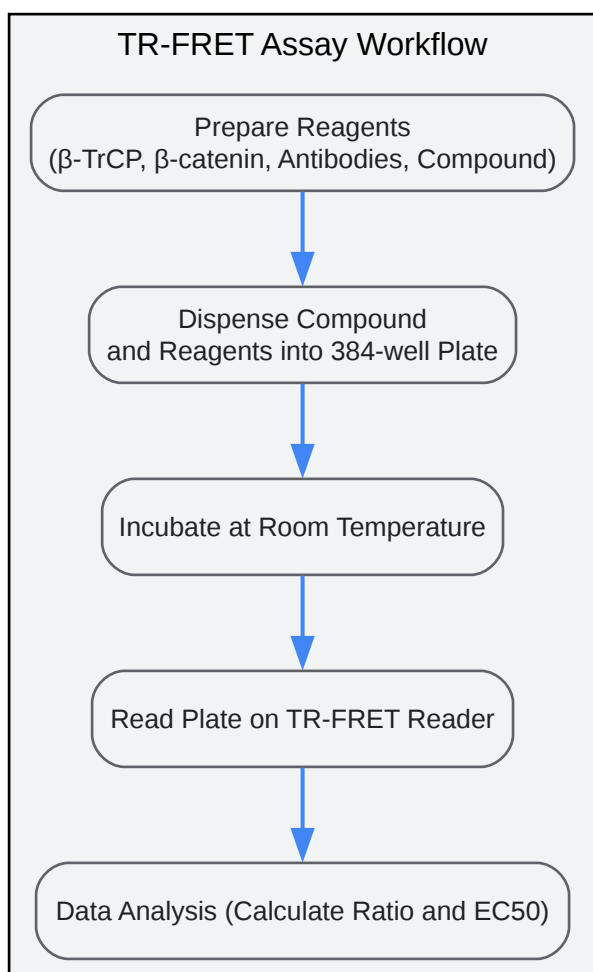 TR-FRET Assay Workflow
Prepare Reagents
(β-TrCP, β-catenin, Antibodies, Compound)
Dispense Compound
and Reagents into 384-well Plate
Incubate at Room Temperature
Read Plate on TR-FRET Reader
Data Analysis (Calculate Ratio and EC50)